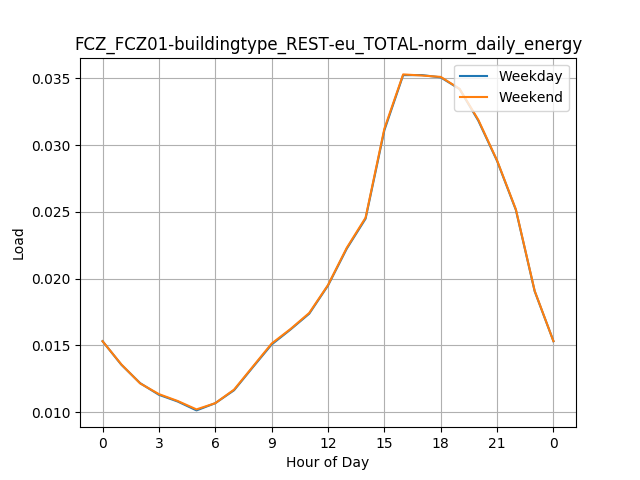 FCZ_FCZ01-buildingtype_REST-eu_TOTAL-norm_daily_energy
Weekday
Weekend
0.035
0.030
0.025
0.020
0.015
0.010
Load
0 3 6 9 12 15 18 21 0
Hour of Day